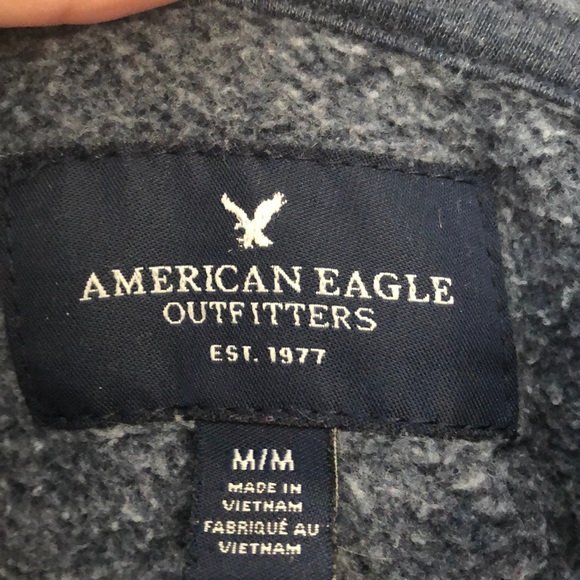 AMERICAN EAGLE
OUTFITTERS
EST. 1977
M/M
MADE IN
VIETNAM
FABRIQUÉ AU
VIETNAM